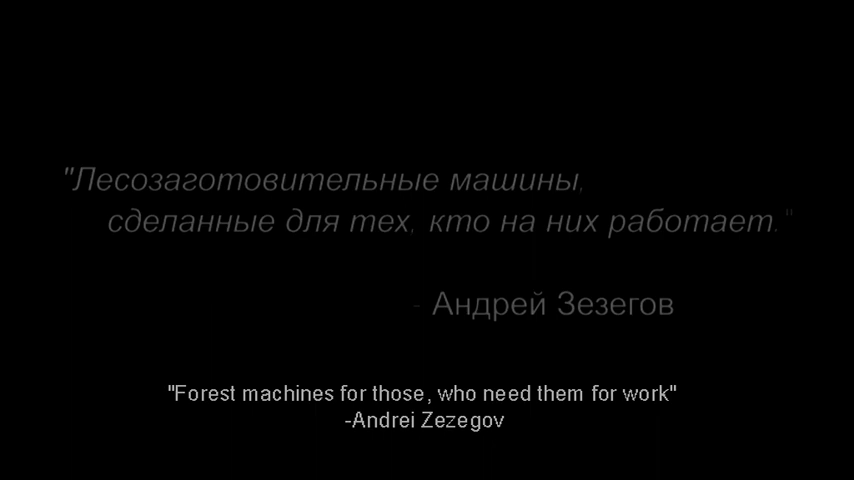 "Лесозаготовительные машины,
сделанные для тех, кто на них работает."
- Андрей Зезегов
"Forest machines for those, who need them for work"
-Andrei Zezegov